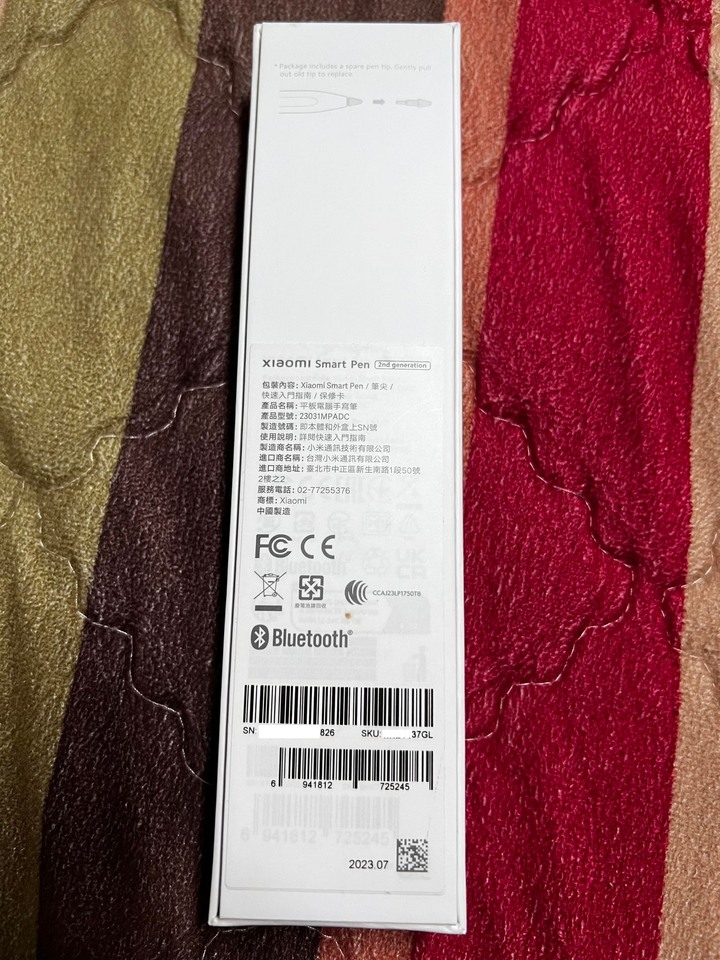 * Package includes a spare pen tip. Gently pull
out old tip to replace.
xiaomi Smart Pen 2nd generation
包裝內容: Xiaomi Smart Pen / 筆尖 /
快速入門指南 / 保修卡
產品名稱: 平板電腦手寫筆
產品型號: 23031MPADC
製造號碼: 即本體和外盒上SN號
使用說明: 詳閱快速入門指南
製造商名稱: 小米通訊技術有限公司
進口商名稱: 台灣小米通訊有限公司
進口商地址: 臺北市中正區新生南路1段50號
2樓之2
服務電話: 02-77255376
商標: Xiaomi
中國製造
FC CE
廢電池請回收
CCAJ23LP1750T8
Bluetooth®
SN: 826 SKU: 37GL
6 941812 725245
6 941812 725245
2023.07